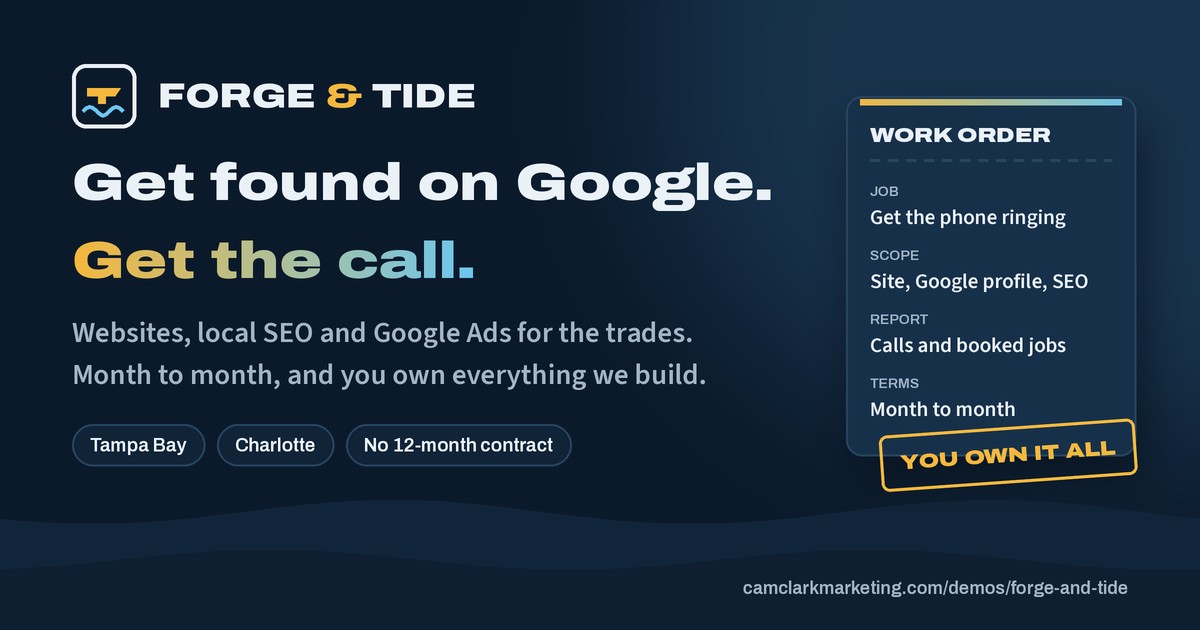 FORGE & TIDE
Get found on Google.
Get the call.
Websites, local SEO and Google Ads for the trades.
Month to month, and you own everything we build.
Tampa Bay
Charlotte
No 12-month contract
WORK ORDER
JOB
Get the phone ringing
SCOPE
Site, Google profile, SEO
REPORT
Calls and booked jobs
TERMS
Month to month
YOU OWN IT ALL
camclarkmarketing.com/demos/forge-and-tide